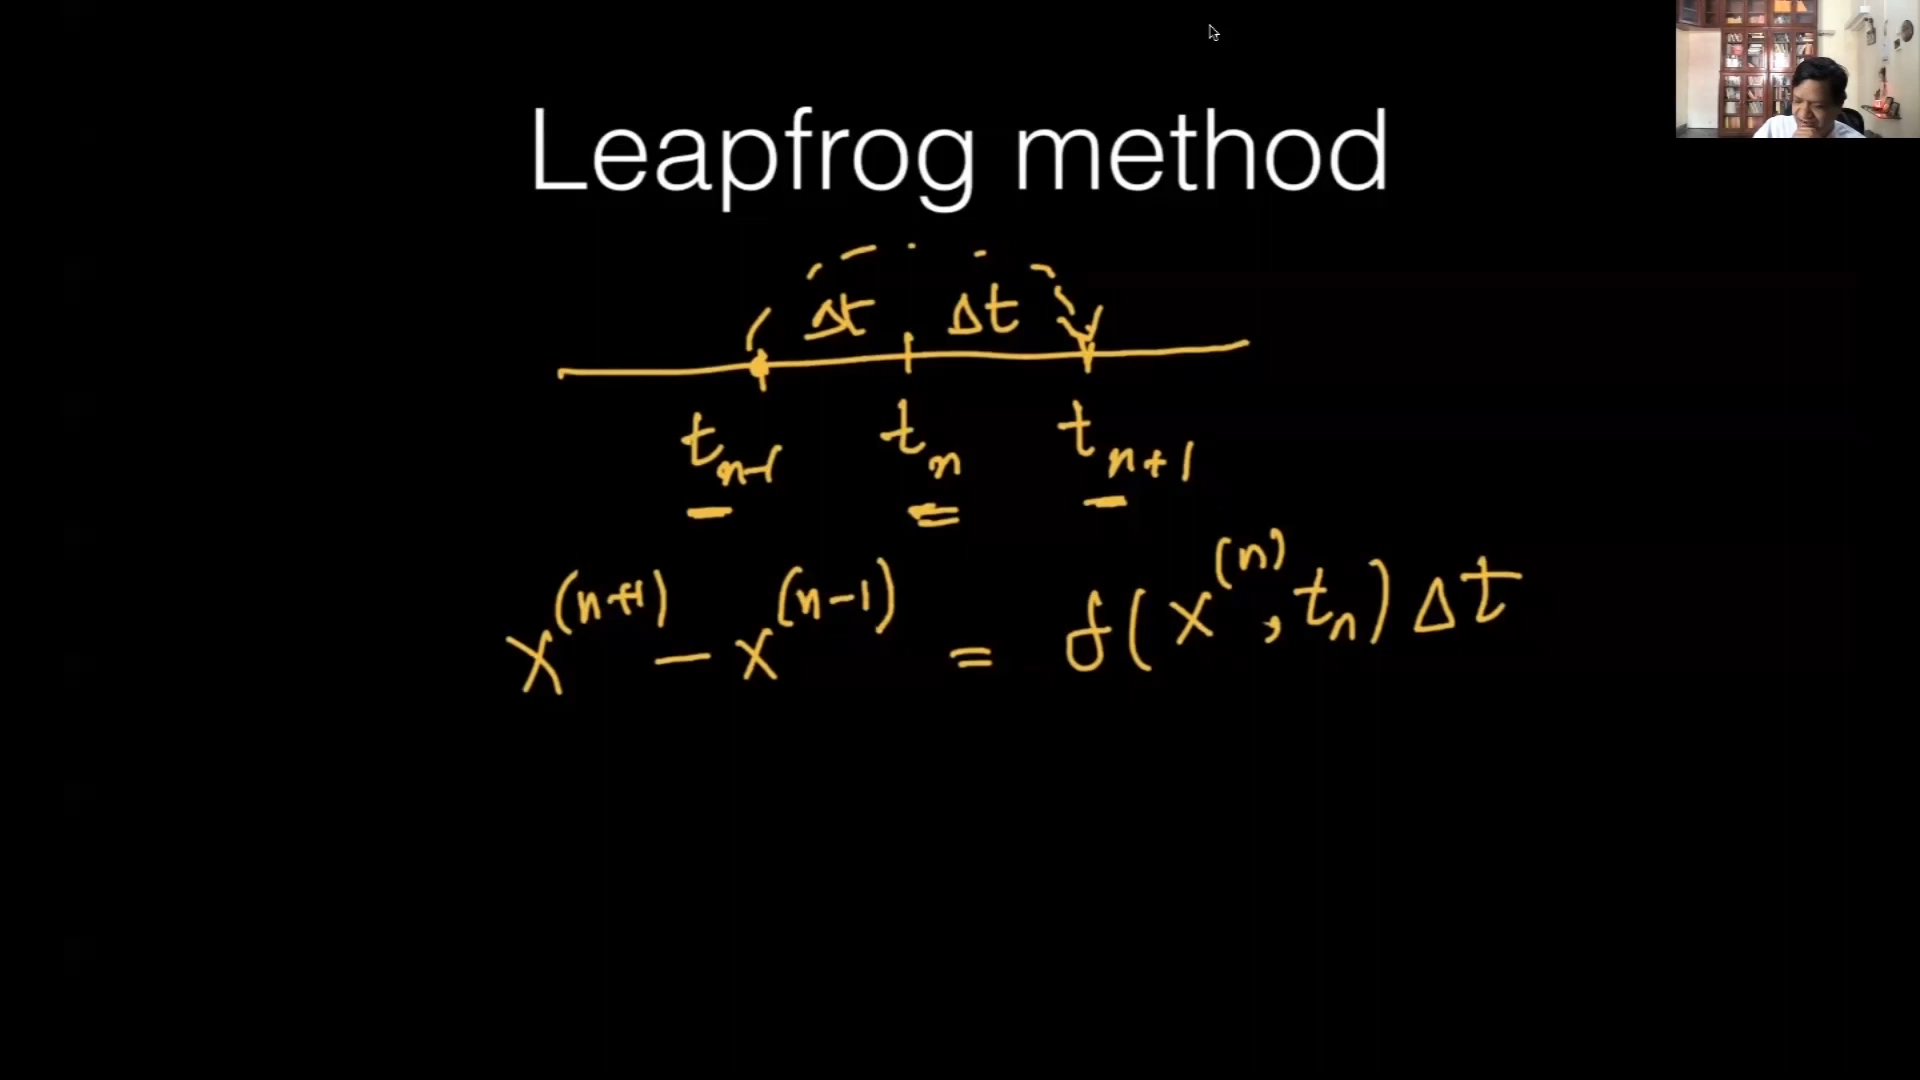 Leapfrog method
Δt Δt
t_{n-1} t_n t_{n+1}
x^{(n+1)} - x^{(n-1)} = f(x^{(n)}, t_n) Δt